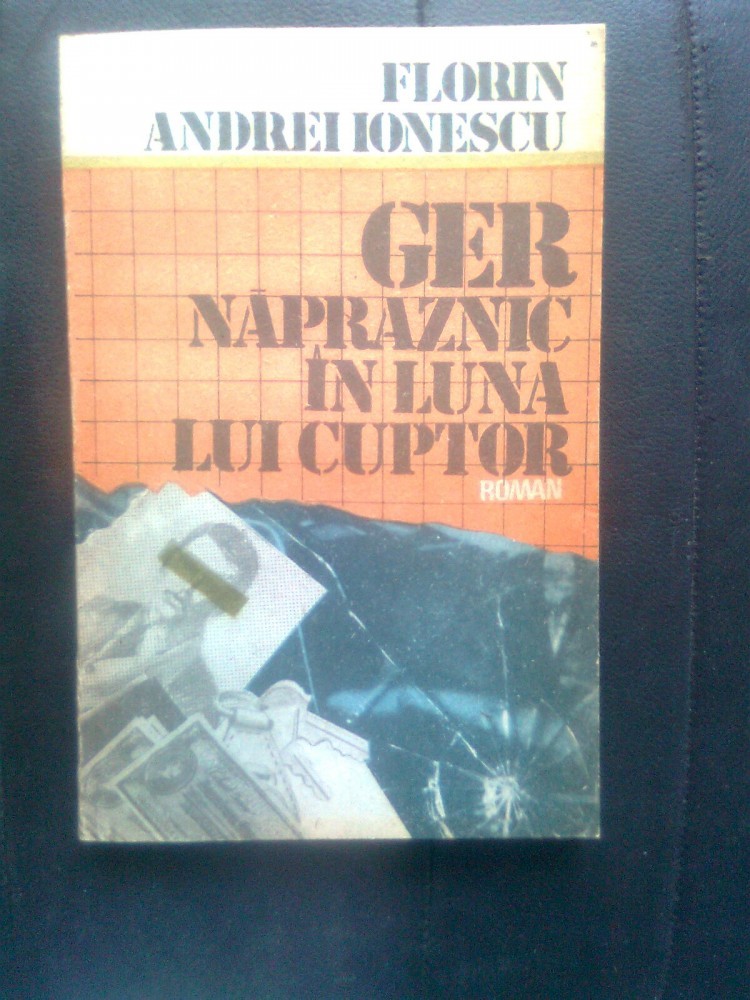 FLORIN
ANDREI IONESCU
GER
NĂPRAZNIC
ÎN LUNA
LUI CUPTOR
ROMAN